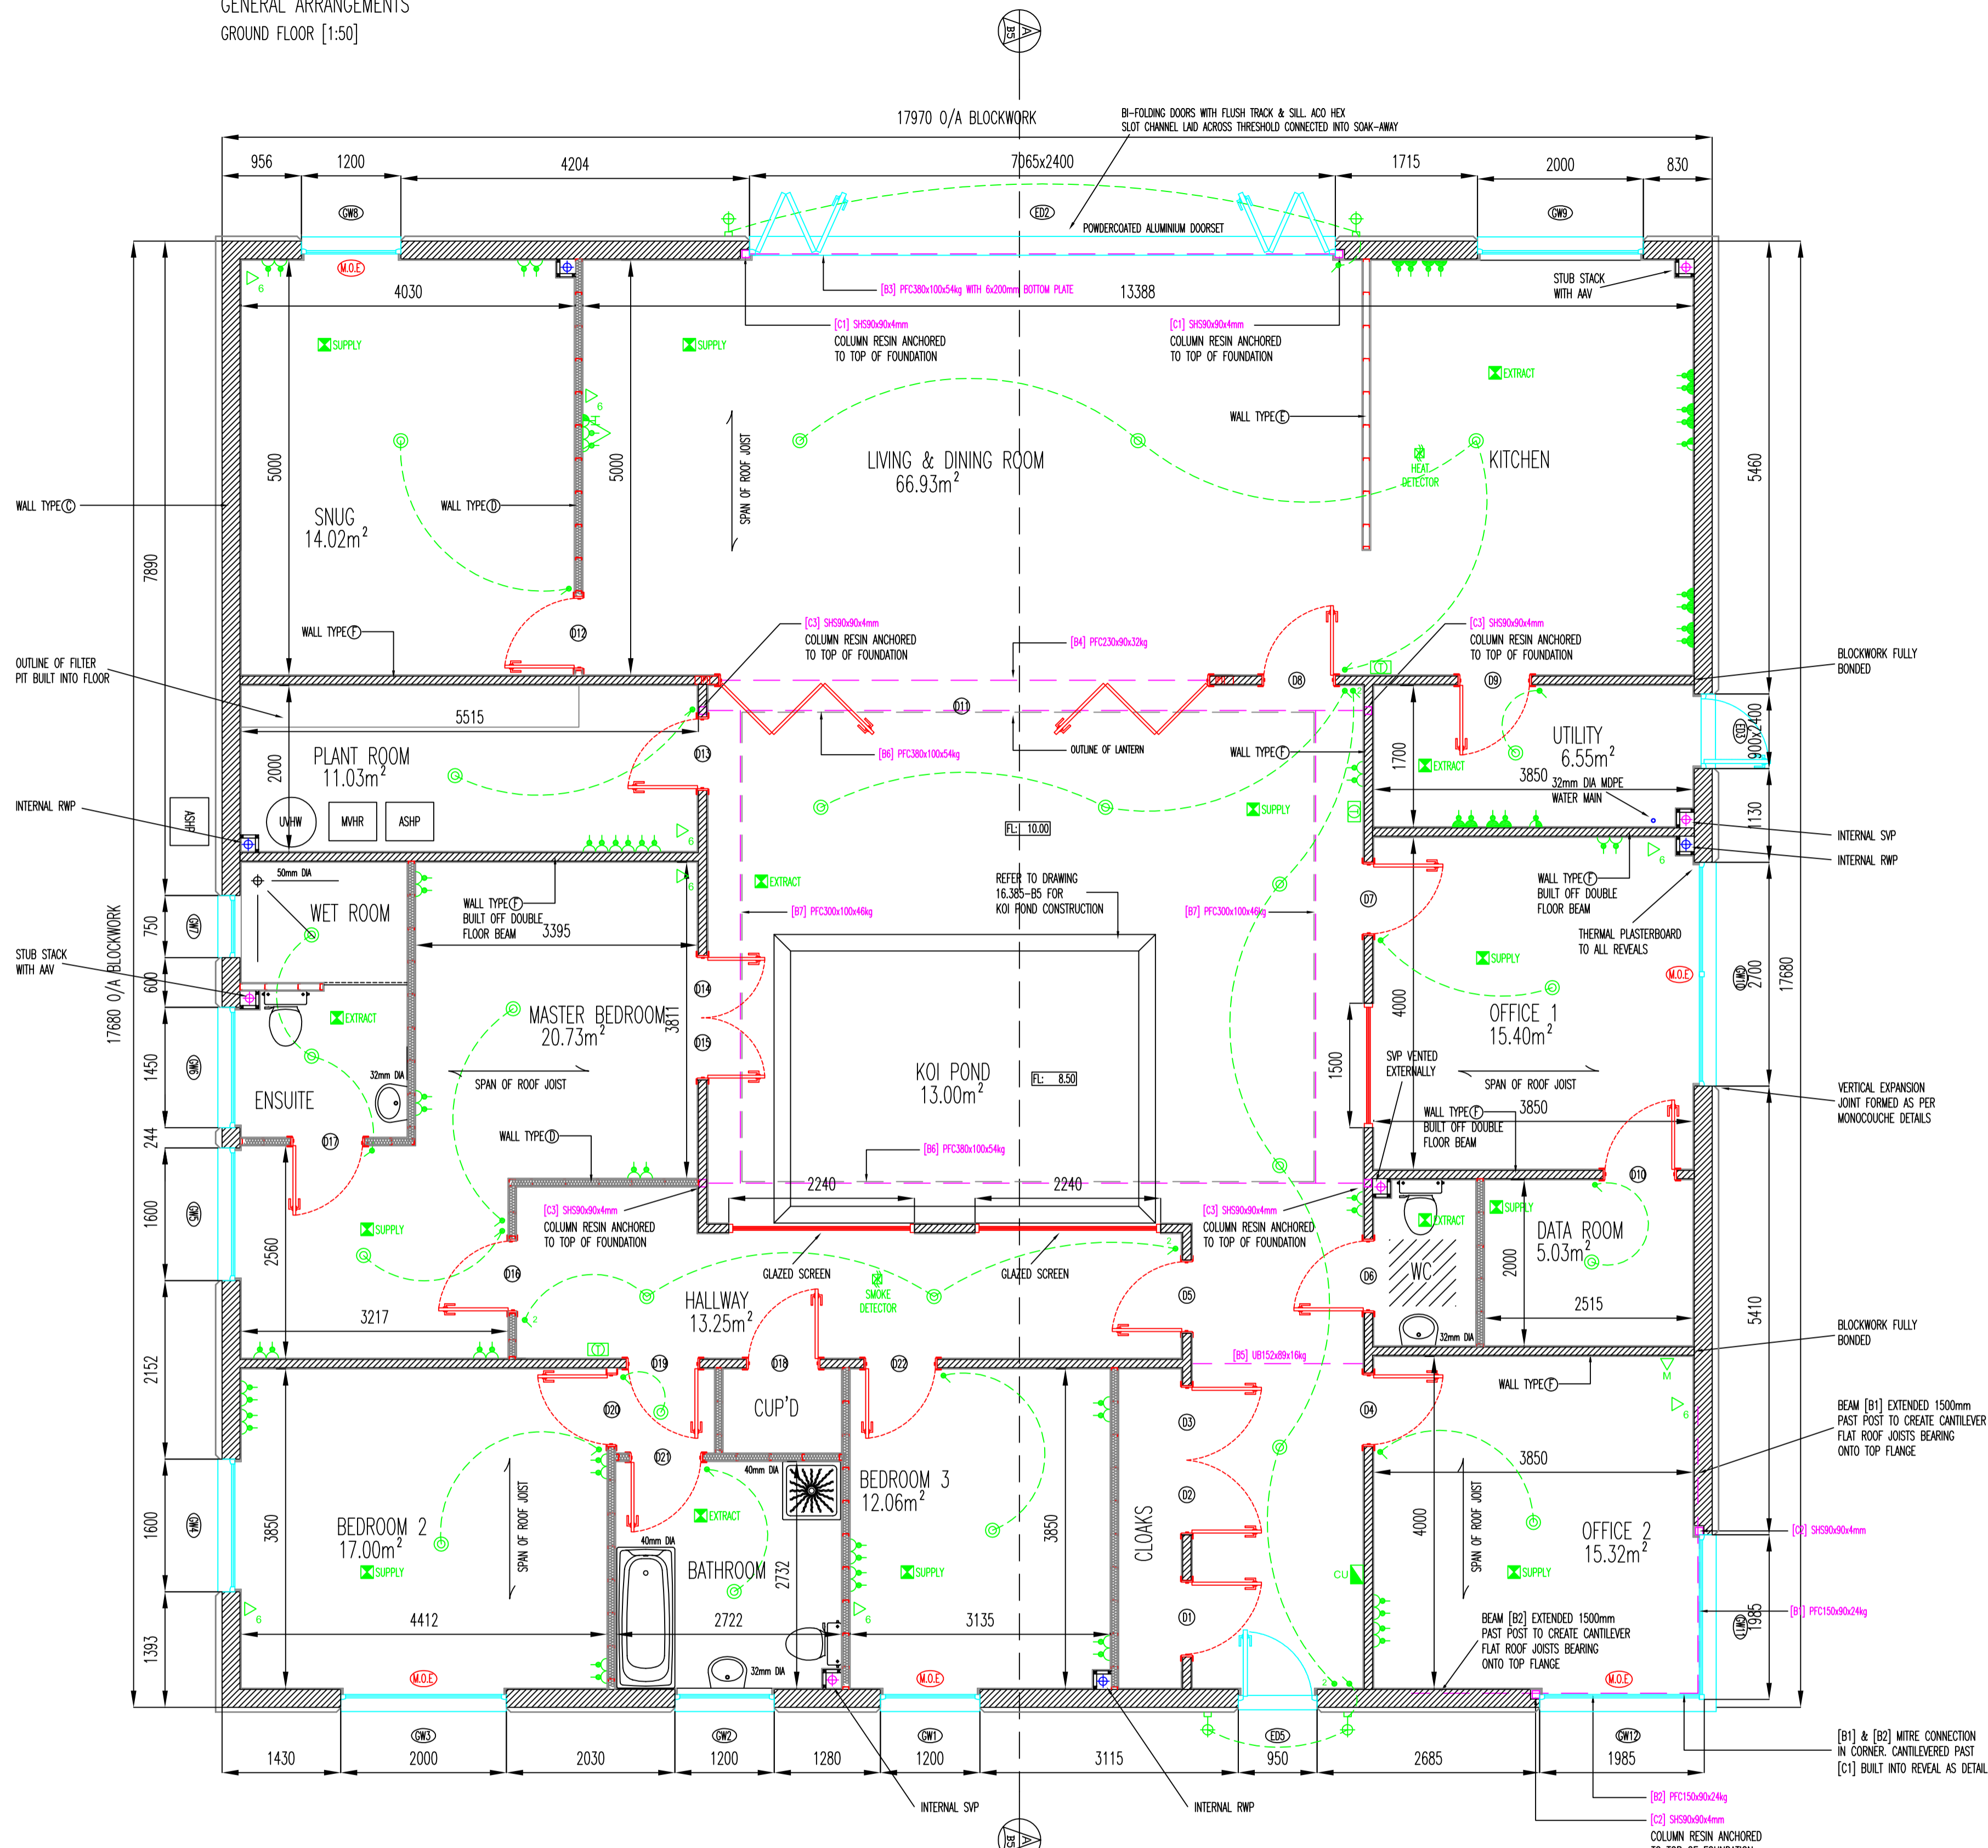 GENERAL ARRANGEMENTS
GROUND FLOOR [1:50]
A
B5
17970 O/A BLOCKWORK
BI-FOLDING DOORS WITH FLUSH TRACK & SILL. ACO HEX
SLOT CHANNEL LAID ACROSS THRESHOLD CONNECTED INTO SOAK-AWAY
956
1200
4204
7065x2400
1715
2000
830
GW8
ED2
GW9
POWDERCOATED ALUMINIUM DOORSET
M.O.E
6
4030
[B3] PFC380x100x54kg WITH 6x200mm BOTTOM PLATE
13388
STUB STACK
WITH AAV
SUPPLY
SUPPLY
[C1] SHS90x90x4mm
COLUMN RESIN ANCHORED
TO TOP OF FOUNDATION
[C1] SHS90x90x4mm
COLUMN RESIN ANCHORED
TO TOP OF FOUNDATION
EXTRACT
6
WALL TYPE E
5000
5000
SPAN OF ROOF JOIST
LIVING & DINING ROOM
66.93m²
HEAT
DETECTOR
KITCHEN
5460
WALL TYPE C
SNUG
14.02m²
WALL TYPE D
7890
WALL TYPE F
D12
[C3] SHS90x90x4mm
COLUMN RESIN ANCHORED
TO TOP OF FOUNDATION
[B4] PFC230x90x32kg
[C3] SHS90x90x4mm
COLUMN RESIN ANCHORED
TO TOP OF FOUNDATION
OUTLINE OF FILTER
PIT BUILT INTO FLOOR
BLOCKWORK FULLY
BONDED
D8
D9
D11
2
5515
PLANT ROOM
11.03m²
2000
D13
[B6] PFC380x100x54kg
OUTLINE OF LANTERN
WALL TYPE F
1700
UTILITY
6.55m²
EXTRACT
3850
32mm DIA MDPE
WATER MAIN
ED3
900x2400
1130
INTERNAL RWP
ASHP
UVHW
MVHR
ASHP
6
SUPPLY
FL: 10.00
INTERNAL SVP
INTERNAL RWP
50mm DIA
WET ROOM
WALL TYPE F
BUILT OFF DOUBLE
FLOOR BEAM
3395
6
EXTRACT
[B7] PFC300x100x46kg
REFER TO DRAWING
16.385-B5 FOR
KOI POND CONSTRUCTION
[B7] PFC300x100x46kg
D7
6
WALL TYPE F
BUILT OFF DOUBLE
FLOOR BEAM
THERMAL PLASTERBOARD
TO ALL REVEALS
17680 O/A BLOCKWORK
750
GW7
600
STUB STACK
WITH AAV
SUPPLY
M.O.E
GW10
2700
17680
EXTRACT
MASTER BEDROOM
20.73m²
3811
D14
D15
4000
OFFICE 1
15.40m²
1450
GW6
32mm DIA
ENSUITE
SPAN OF ROOF JOIST
KOI POND
13.00m²
FL: 8.50
1500
SVP VENTED
EXTERNALLY
SPAN OF ROOF JOIST
3850
VERTICAL EXPANSION
JOINT FORMED AS PER
MONOCOUCHE DETAILS
244
D17
WALL TYPE D
[B6] PFC380x100x54kg
WALL TYPE F
BUILT OFF DOUBLE
FLOOR BEAM
D10
2240
2240
1600
GW5
2560
SUPPLY
[C3] SHS90x90x4mm
COLUMN RESIN ANCHORED
TO TOP OF FOUNDATION
[C3] SHS90x90x4mm
COLUMN RESIN ANCHORED
TO TOP OF FOUNDATION
EXTRACT
SUPPLY
DATA ROOM
5.03m²
2000
D16
GLAZED SCREEN
GLAZED SCREEN
2
D5
D6
WC
3217
2
HALLWAY
13.25m²
SMOKE
DETECTOR
2515
32mm DIA
5410
BLOCKWORK FULLY
BONDED
2152
D19
D18
D22
[B5] UB152x89x16kg
WALL TYPE F
M
6
D20
CUP'D
D3
D4
BEAM [B1] EXTENDED 1500mm
PAST POST TO CREATE CANTILEVER
FLAT ROOF JOISTS BEARING
ONTO TOP FLANGE
D21
40mm DIA
3850
1600
GW4
3850
BEDROOM 2
17.00m²
SUPPLY
SPAN OF ROOF JOIST
40mm DIA
EXTRACT
BATHROOM
2732
BEDROOM 3
12.06m²
SUPPLY
3850
CLOAKS
D2
4000
SPAN OF ROOF JOIST
OFFICE 2
15.32m²
SUPPLY
[C2] SHS90x90x4mm
CU
6
6
D1
4412
2722
3135
BEAM [B2] EXTENDED 1500mm
PAST POST TO CREATE CANTILEVER
FLAT ROOF JOISTS BEARING
ONTO TOP FLANGE
GW11
1985
[B1] PFC150x90x24kg
1393
M.O.E
32mm DIA
M.O.E
2
M.O.E
GW3
GW2
GW1
ED5
GW12
1430
2000
2030
1200
1280
1200
3115
950
2685
1985
[B1] & [B2] MITRE CONNECTION
IN CORNER. CANTILEVERED PAST
[C1] BUILT INTO REVEAL AS DETAIL
INTERNAL SVP
INTERNAL RWP
[B2] PFC150x90x24kg
[C2] SHS90x90x4mm
COLUMN RESIN ANCHORED
TO TOP OF FOUNDATION
A
B5